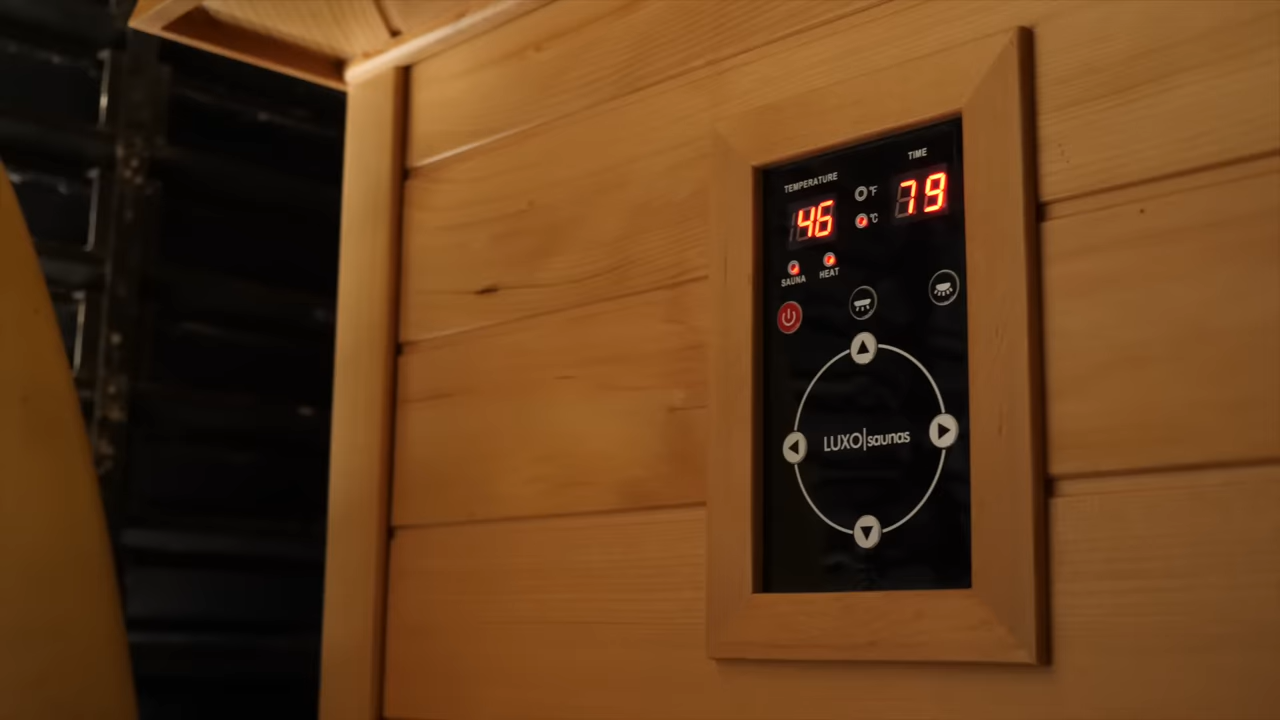 TIME
TEMPERATURE
46 °F 79
°C
SAUNA HEAT
LUXO|saunas